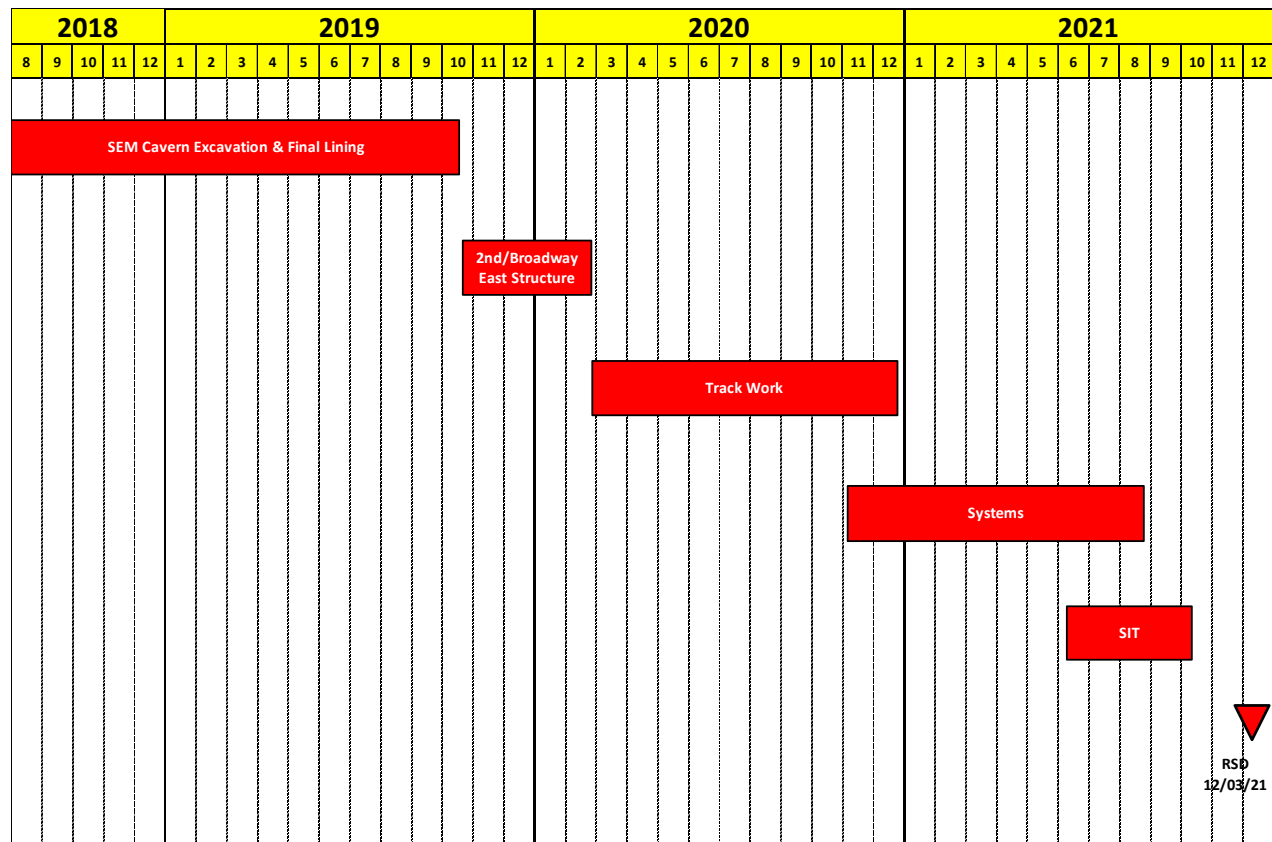 2018 2019 2020 2021
8 9 10 11 12 1 2 3 4 5 6 7 8 9 10 11 12 1 2 3 4 5 6 7 8 9 10 11 12 1 2 3 4 5 6 7 8 9 10 11 12
SEM Cavern Excavation & Final Lining
2nd/Broadway
East Structure
Track Work
Systems
SIT
RSD
12/03/21